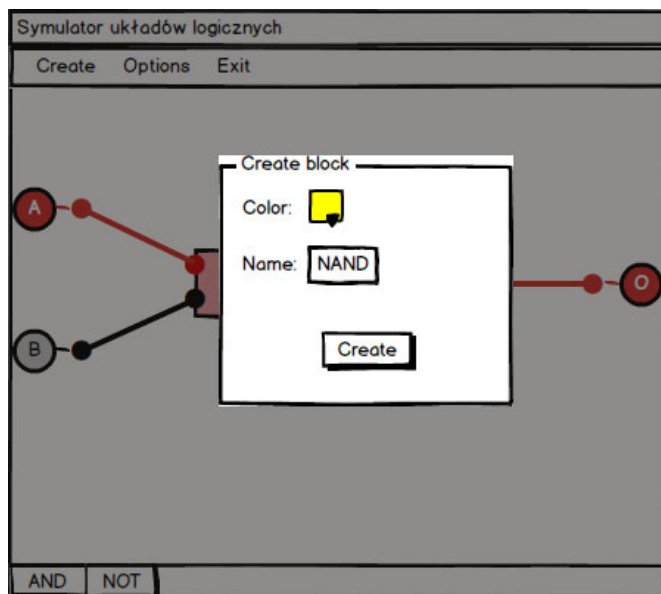 Symulator układów logicznych
Create Options Exit
Create block
Color:
A
Name: NAND
O
B
Create
AND NOT